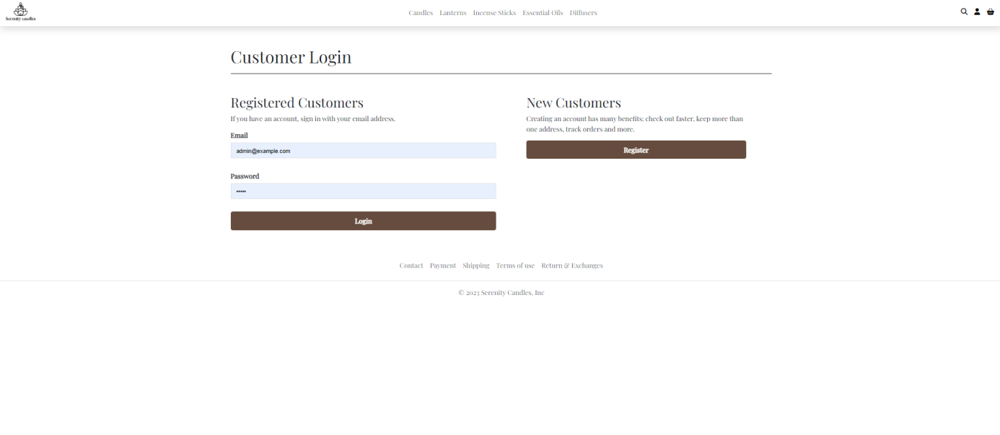 Serenity candles
Candles Lanterns Incense Sticks Essential Oils Diffusers
Customer Login
Registered Customers
If you have an account, sign in with your email address.
Email
admin@example.com
Password
•••••
Login
New Customers
Creating an account has many benefits: check out faster, keep more than
one address, track orders and more.
Register
Contact Payment Shipping Terms of use Return & Exchanges
© 2023 Serenity Candles, Inc